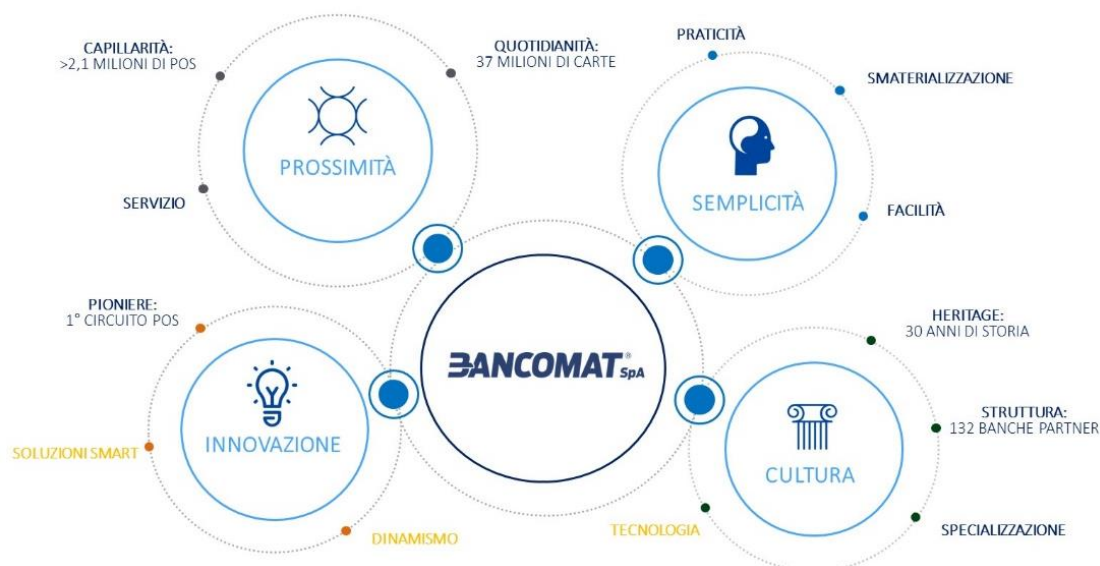 CAPILLARITÀ:
>2,1 MILIONI DI POS
QUOTIDIANITÀ:
37 MILIONI DI CARTE
SERVIZIO
PROSSIMITÀ
PRATICITÀ
SMATERIALIZZAZIONE
FACILITÀ
SEMPLICITÀ
BANCOMAT® SpA
PIONIERE:
1° CIRCUITO POS
SOLUZIONI SMART
DINAMISMO
INNOVAZIONE
HERITAGE:
30 ANNI DI STORIA
STRUTTURA:
132 BANCHE PARTNER
SPECIALIZZAZIONE
TECNOLOGIA
CULTURA